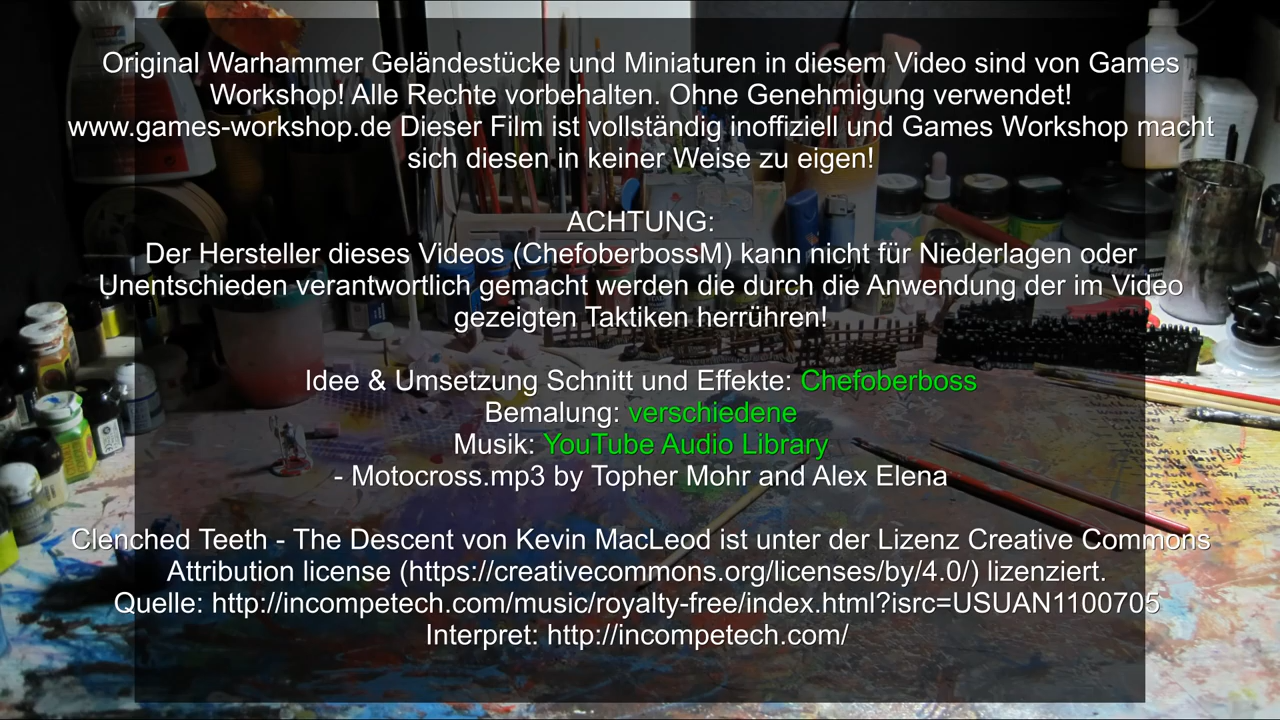 Original Warhammer Geländestücke und Miniaturen in diesem Video sind von Games
Workshop! Alle Rechte vorbehalten. Ohne Genehmigung verwendet!
www.games-workshop.de Dieser Film ist vollständig inoffiziell und Games Workshop macht
sich diesen in keiner Weise zu eigen!
ACHTUNG:
Der Hersteller dieses Videos (ChefoberbossM) kann nicht für Niederlagen oder
Unentschieden verantwortlich gemacht werden die durch die Anwendung der im Video
gezeigten Taktiken herrühren!
Idee & Umsetzung Schnitt und Effekte: Chefoberboss
Bemalung: verschiedene
Musik: YouTube Audio Library
- Motocross.mp3 by Topher Mohr and Alex Elena
Clenched Teeth - The Descent von Kevin MacLeod ist unter der Lizenz Creative Commons
Attribution license (https://creativecommons.org/licenses/by/4.0/) lizenziert.
Quelle: http://incompetech.com/music/royalty-free/index.html?isrc=USUAN1100705
Interpret: http://incompetech.com/